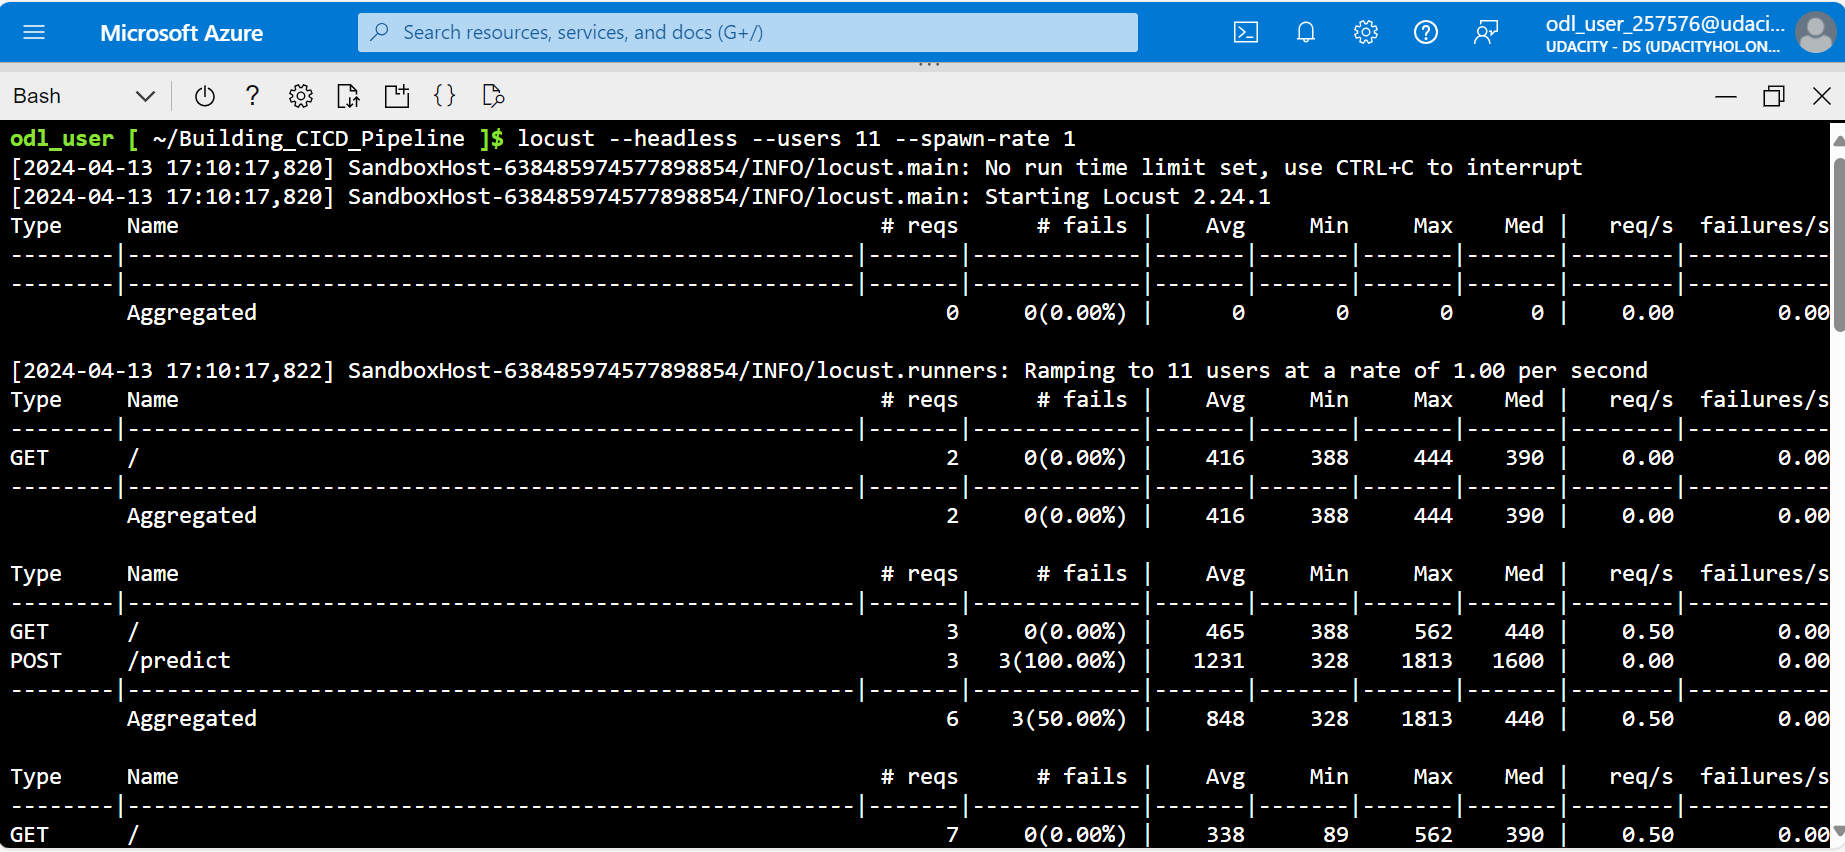 Microsoft Azure
Search resources, services, and docs (G+/)
odl_user_257576@udaci...
UDACITY - DS (UDACITYHOL.ON...
Bash
odl_user [ ~/Building_CICD_Pipeline ]$ locust --headless --users 11 --spawn-rate 1
[2024-04-13 17:10:17,820] SandboxHost-638485974577898854/INFO/locust.main: No run time limit set, use CTRL+C to interrupt
[2024-04-13 17:10:17,820] SandboxHost-638485974577898854/INFO/locust.main: Starting Locust 2.24.1
Type     Name                                                      # reqs      # fails |    Avg     Min     Max    Med |   req/s  failures/s
--------|--------------------------------------------------------|-------|-------------|-------|-------|-------|-------|--------|-----------
--------|--------------------------------------------------------|-------|-------------|-------|-------|-------|-------|--------|-----------
         Aggregated                                                     0     0(0.00%) |      0       0       0      0 |    0.00        0.00
[2024-04-13 17:10:17,822] SandboxHost-638485974577898854/INFO/locust.runners: Ramping to 11 users at a rate of 1.00 per second
Type     Name                                                      # reqs      # fails |    Avg     Min     Max    Med |   req/s  failures/s
--------|--------------------------------------------------------|-------|-------------|-------|-------|-------|-------|--------|-----------
GET      /                                                              2     0(0.00%) |    416     388     444    390 |    0.00        0.00
--------|--------------------------------------------------------|-------|-------------|-------|-------|-------|-------|--------|-----------
         Aggregated                                                     2     0(0.00%) |    416     388     444    390 |    0.00        0.00
Type     Name                                                      # reqs      # fails |    Avg     Min     Max    Med |   req/s  failures/s
--------|--------------------------------------------------------|-------|-------------|-------|-------|-------|-------|--------|-----------
GET      /                                                              3     0(0.00%) |    465     388     562    440 |    0.50        0.00
POST     /predict                                                       3   3(100.00%) |   1231     328    1813   1600 |    0.00        0.00
--------|--------------------------------------------------------|-------|-------------|-------|-------|-------|-------|--------|-----------
         Aggregated                                                     6    3(50.00%) |    848     328    1813    440 |    0.50        0.00
Type     Name                                                      # reqs      # fails |    Avg     Min     Max    Med |   req/s  failures/s
--------|--------------------------------------------------------|-------|-------------|-------|-------|-------|-------|--------|-----------
GET      /                                                              7     0(0.00%) |    338      89     562    390 |    0.50        0.00